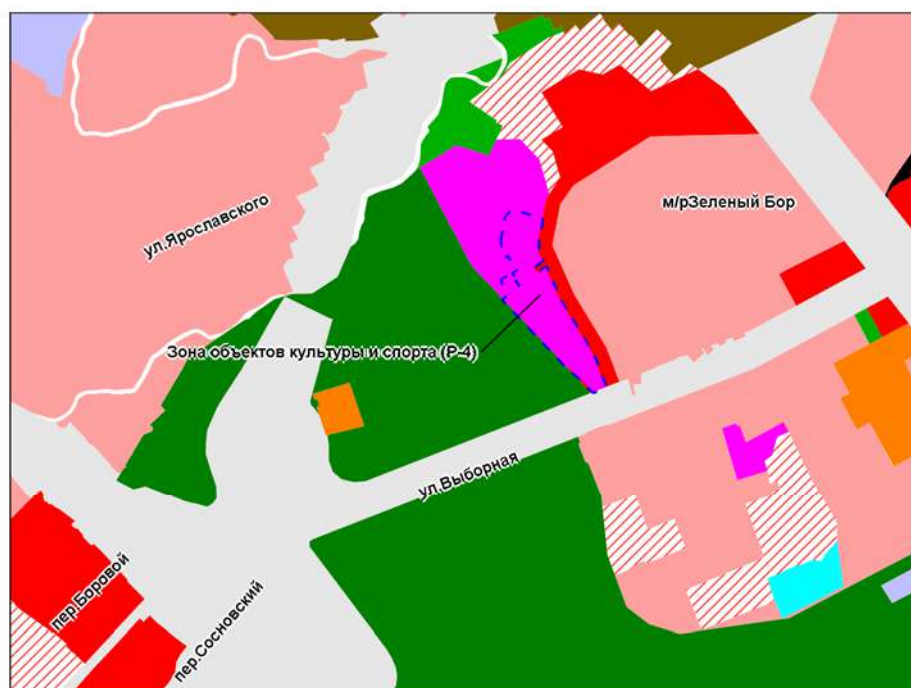 ул.Ярославского
м/рЗеленый Бор
Зона объектов культуры и спорта (Р-4)
ул.Выборная
пер.Боровой
пер.Сосновский